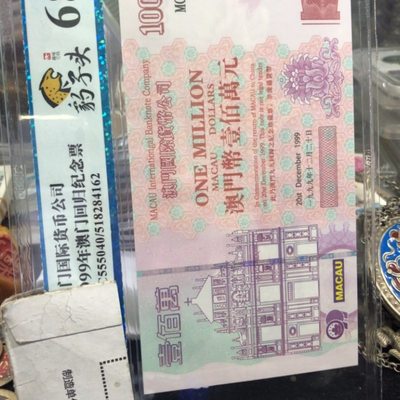 豹子头
68
门国际货币公司
999年澳门回归纪念票
555040/518284162
100
MO
MACAU International Banknote Company
澳門國際貨幣公司
ONE MILLION
MACAU DOLLARS
澳門幣壹佰萬元
20st December 1999
一九九九年十二月二十日
壹佰萬
MACAU